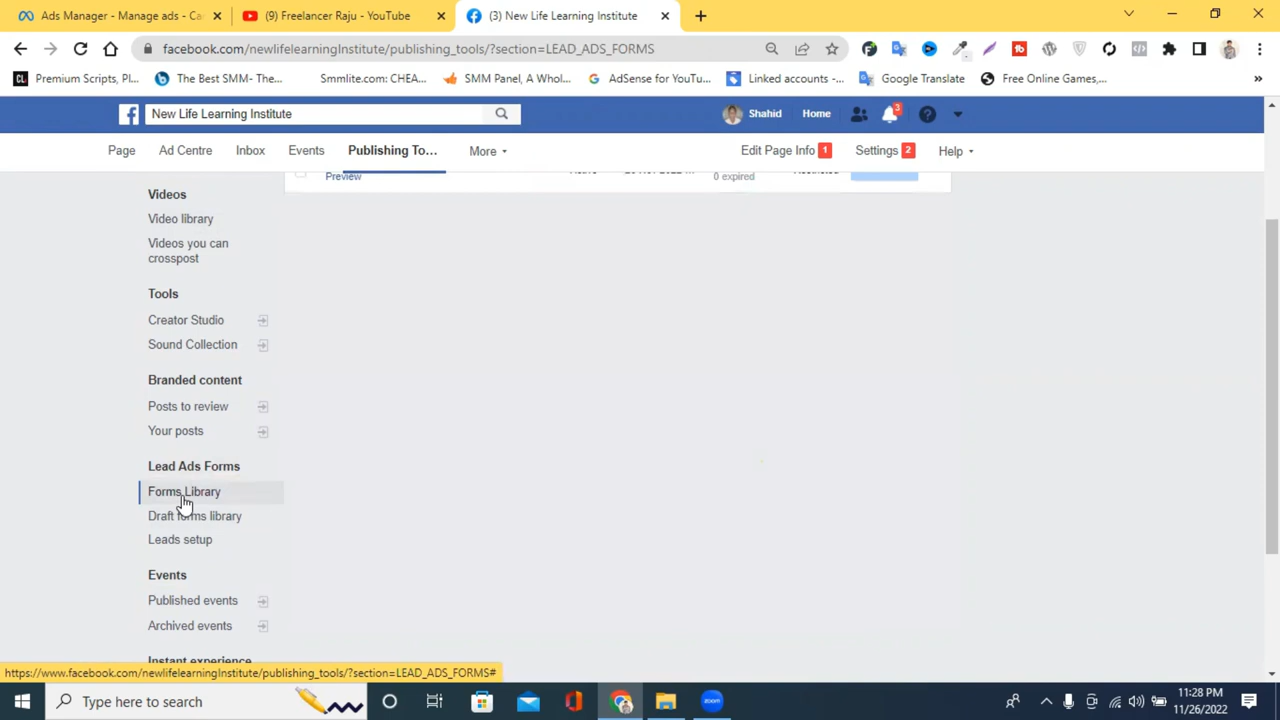 Ads Manager - Manage ads - Ca
(9) Freelancer Raju - YouTube
(3) New Life Learning Institute
facebook.com/newlifelearningInstitute/publishing_tools/?section=LEAD_ADS_FORMS
Premium Scripts, Pl...
The Best SMM- The...
Smmlite.com: CHEA...
SMM Panel, A Whol...
AdSense for YouTu...
Linked accounts -...
Google Translate
Free Online Games,...
»
New Life Learning Institute
Shahid
Home
3
Page
Ad Centre
Inbox
Events
Publishing To...
More
Edit Page Info 1
Settings 2
Help
Preview
0 expired
Videos
Video library
Videos you can
crosspost
Tools
Creator Studio
Sound Collection
Branded content
Posts to review
Your posts
Lead Ads Forms
Forms Library
Draft forms library
Leads setup
Events
Published events
Archived events
Instant experience
https://www.facebook.com/newlifelearningInstitute/publishing_tools/?section=LEAD_ADS_FORMS#
Type here to search
zoom
11:28 PM
11/26/2022